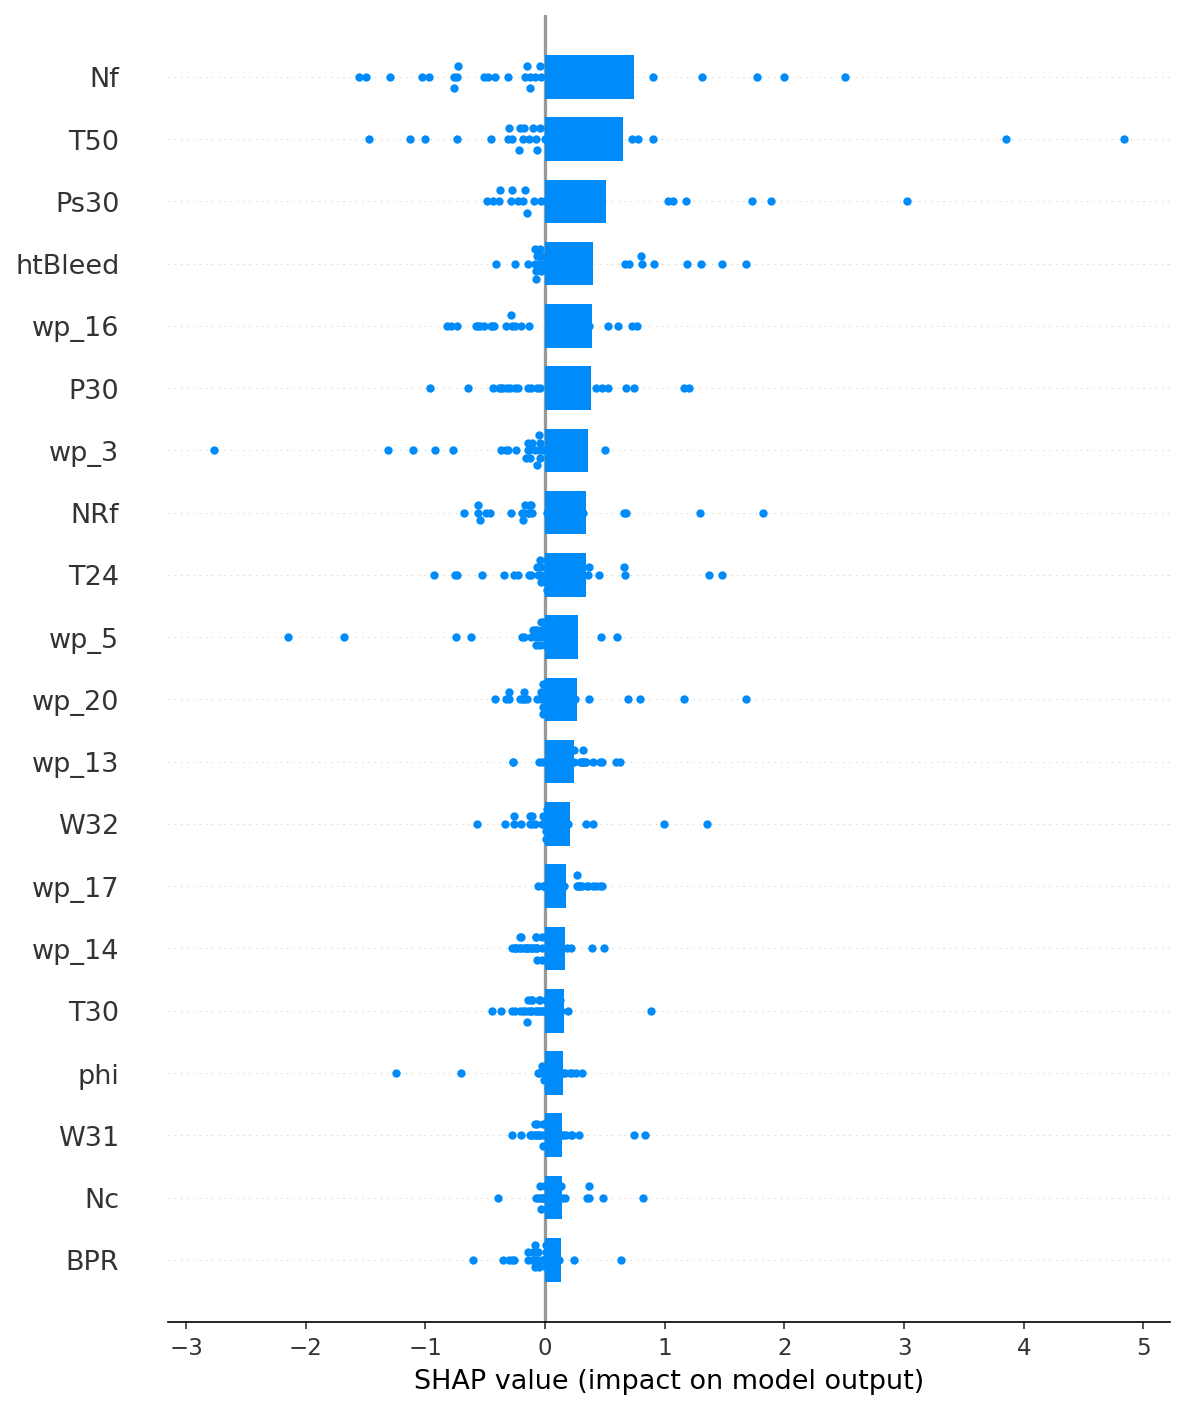 Nf
T50
Ps30
htBleed
wp_16
P30
wp_3
NRf
T24
wp_5
wp_20
wp_13
W32
wp_17
wp_14
T30
phi
W31
Nc
BPR
−3 −2 −1 0 1 2 3 4 5
SHAP value (impact on model output)